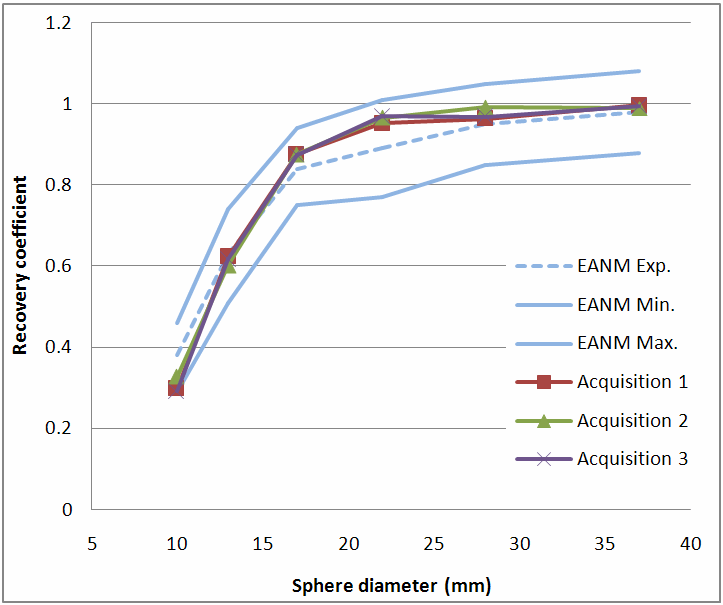 1.2
1
0.8
0.6
0.4
0.2
0
Recovery coefficient
EANM Exp.
EANM Min.
EANM Max.
Acquisition 1
Acquisition 2
Acquisition 3
5 10 15 20 25 30 35 40
Sphere diameter (mm)